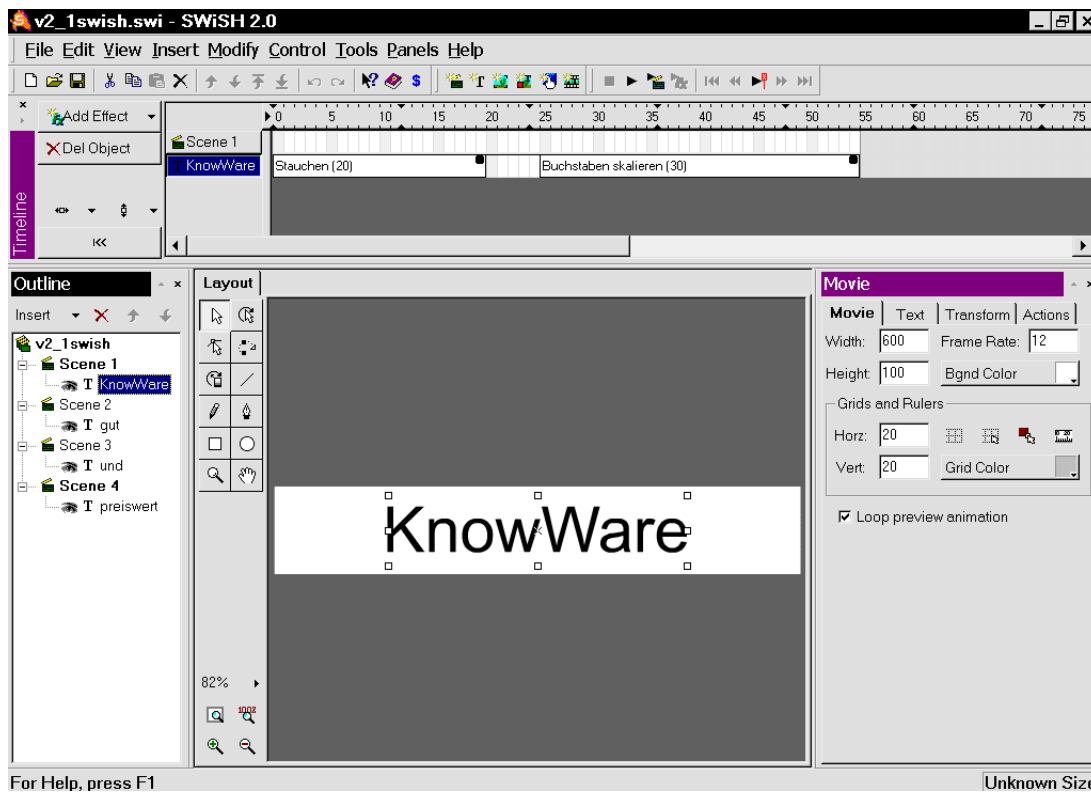 v2_1swish.swi - SWiSH 2.0
File Edit View Insert Modify Control Tools Panels Help
Add Effect
Del Object
0 5 10 15 20 25 30 35 40 45 50 55 60 65 70 75
Scene 1
KnowWare Stauchen (20) Buchstaben skalieren (30)
Timeline
Outline
Insert
v2_1swish
Scene 1
T KnowWare
Scene 2
T gut
Scene 3
T und
Scene 4
T preiswert
Layout
KnowWare
82%
100%
Movie
Movie Text Transform Actions
Width: 600 Frame Rate: 12
Height: 100 Bgnd Color
Grids and Rulers
Horz: 20
Vert: 20 Grid Color
Loop preview animation
For Help, press F1 Unknown Size